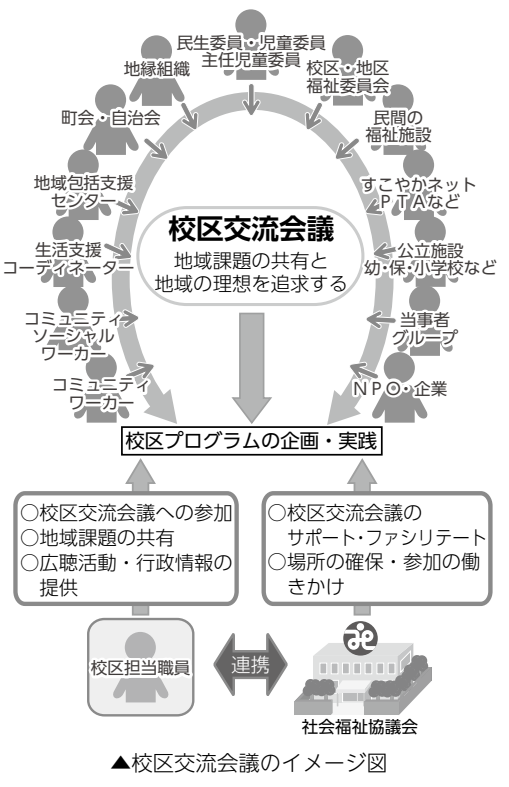 民生委員・児童委員
主任児童委員
地縁組織
校区・地区
福祉委員会
町会・自治会
民間の
福祉施設
地域包括支援
センター
すこやかネット
ＰＴＡなど
校区交流会議
地域課題の共有と
地域の理想を追求する
生活支援
コーディネーター
公立施設
幼・保・小学校など
コミュニティ
ソーシャル
ワーカー
当事者
グループ
コミュニティ
ワーカー
ＮＰＯ・企業
校区プログラムの企画・実践
○校区交流会議への参加
○地域課題の共有
○広聴活動・行政情報の
提供
○校区交流会議の
サポート・ファシリテート
○場所の確保・参加の働
きかけ
校区担当職員
連携
社会福祉協議会
▲校区交流会議のイメージ図